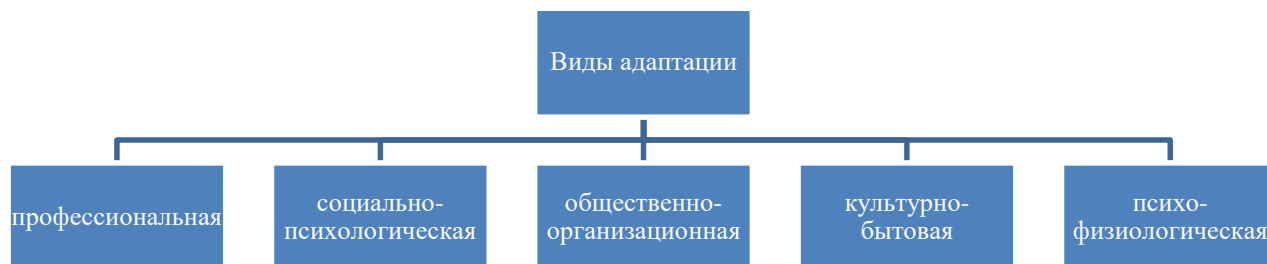 Виды адаптации
профессиональная
социально-
психологическая
общественно-
организационная
культурно-
бытовая
психо-
физиологическая